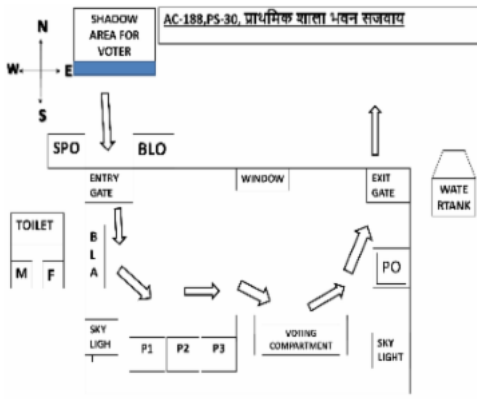 SHADOW
AREA FOR
VOTER
AC-188,PS-30, प्राथमिक शाला भवन सजवाय
N
W
E
S
SPO
BLO
ENTRY
GATE
WINDOW
EXIT
GATE
WATE
RTANK
TOILET
M
F
B
L
A
PO
SKY
LIGH
T
P1
P2
P3
VOTING
COMPARTMENT
SKY
LIGHT